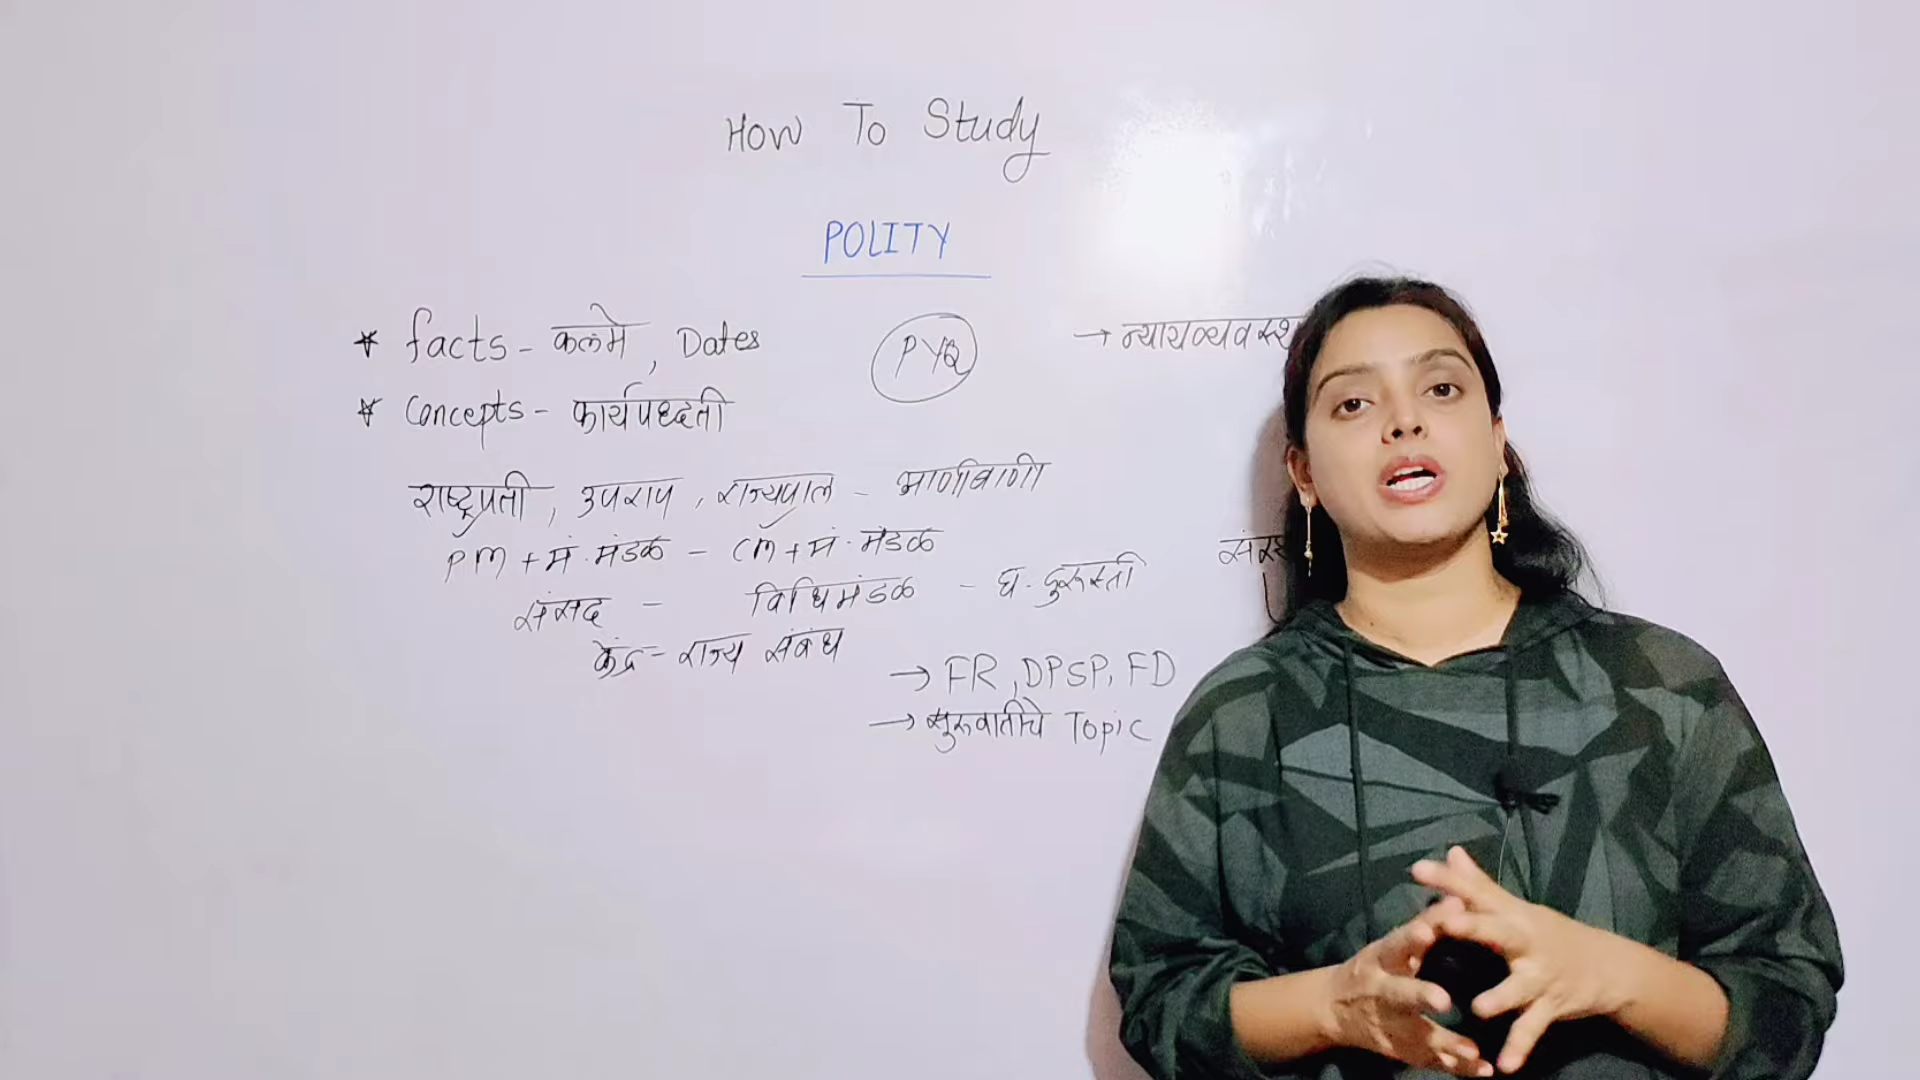 How To Study
POLITY
* facts - कलमे, Dates
PYQ
→ न्यायव्यवस्थ
* Concepts - कार्यपध्दती
राष्ट्रपती, उपराप, राज्यपाल - आणीबाणी
PM + मं. मंडळ - CM + मं. मंडळ
संसद - विधिमंडळ - घ. दुरुस्ती
संस्थ
केंद्र - राज्य संबंध
→ FR, DPSP, FD
→ सुरुवातीचे Topic